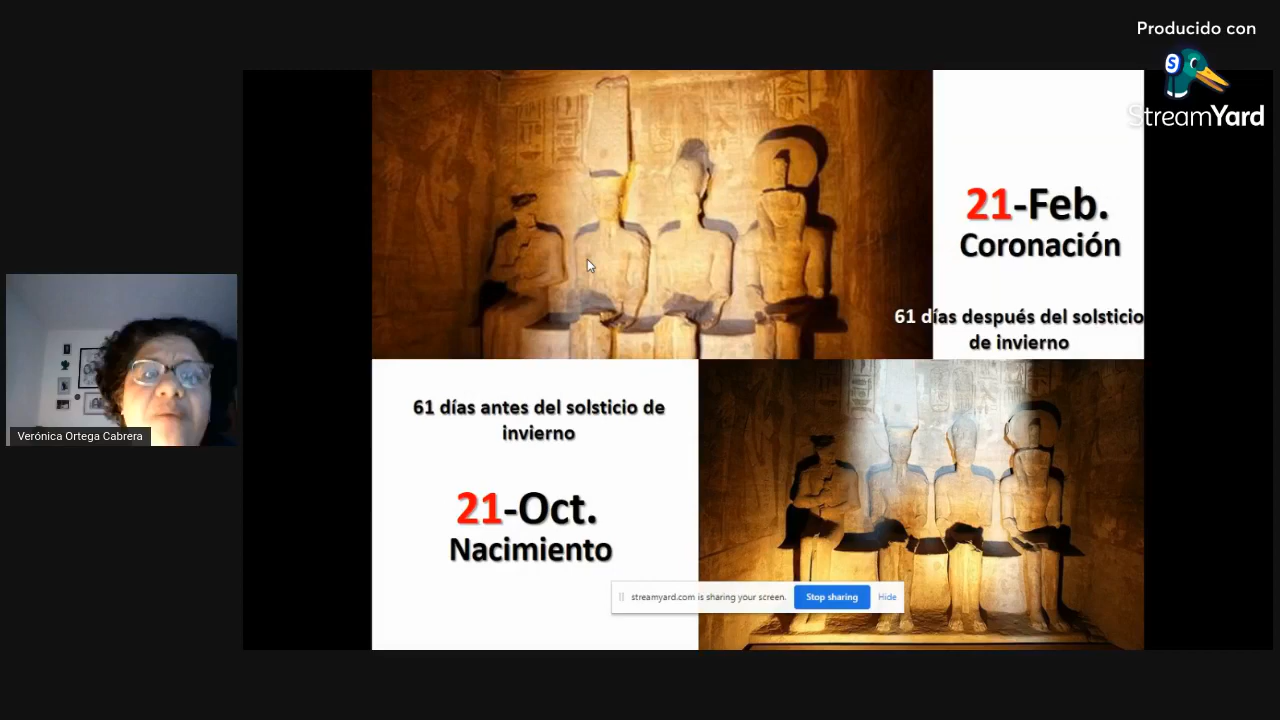 Producido con
S
StreamYard
21-Feb.
Coronación
61 días después del solsticio
de invierno
61 días antes del solsticio de
invierno
21-Oct.
Nacimiento
Verónica Ortega Cabrera
streamyard.com is sharing your screen.
Stop sharing
Hide